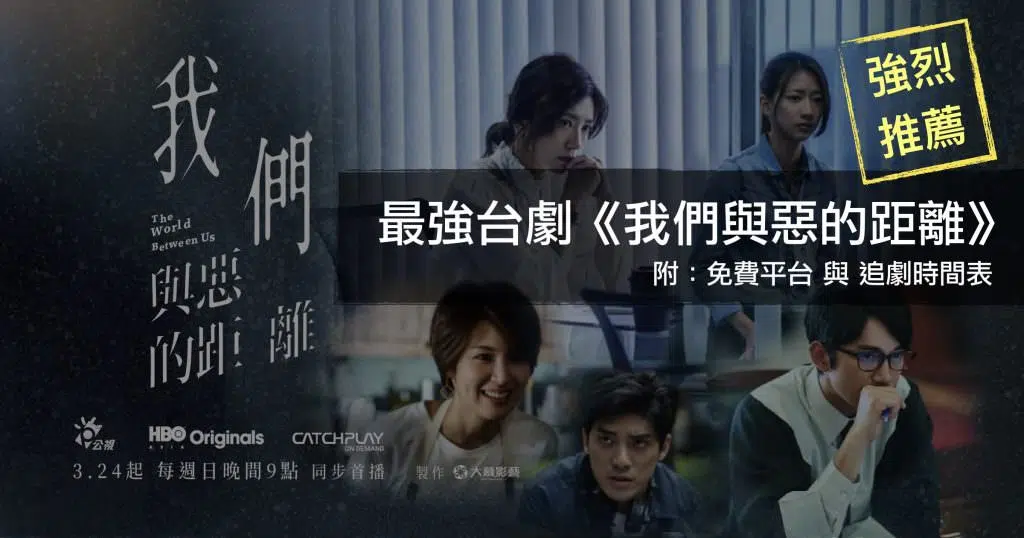 我們
The
World
Between Us
與惡
的距離
強烈
推薦
最強台劇《我們與惡的距離》
附：免費平台 與 追劇時間表
公視
HBO Originals
ASIA
CATCHPLAY
ON DEMAND
3.24起 每週日晚間9點 同步首播
製作 大慕影藝